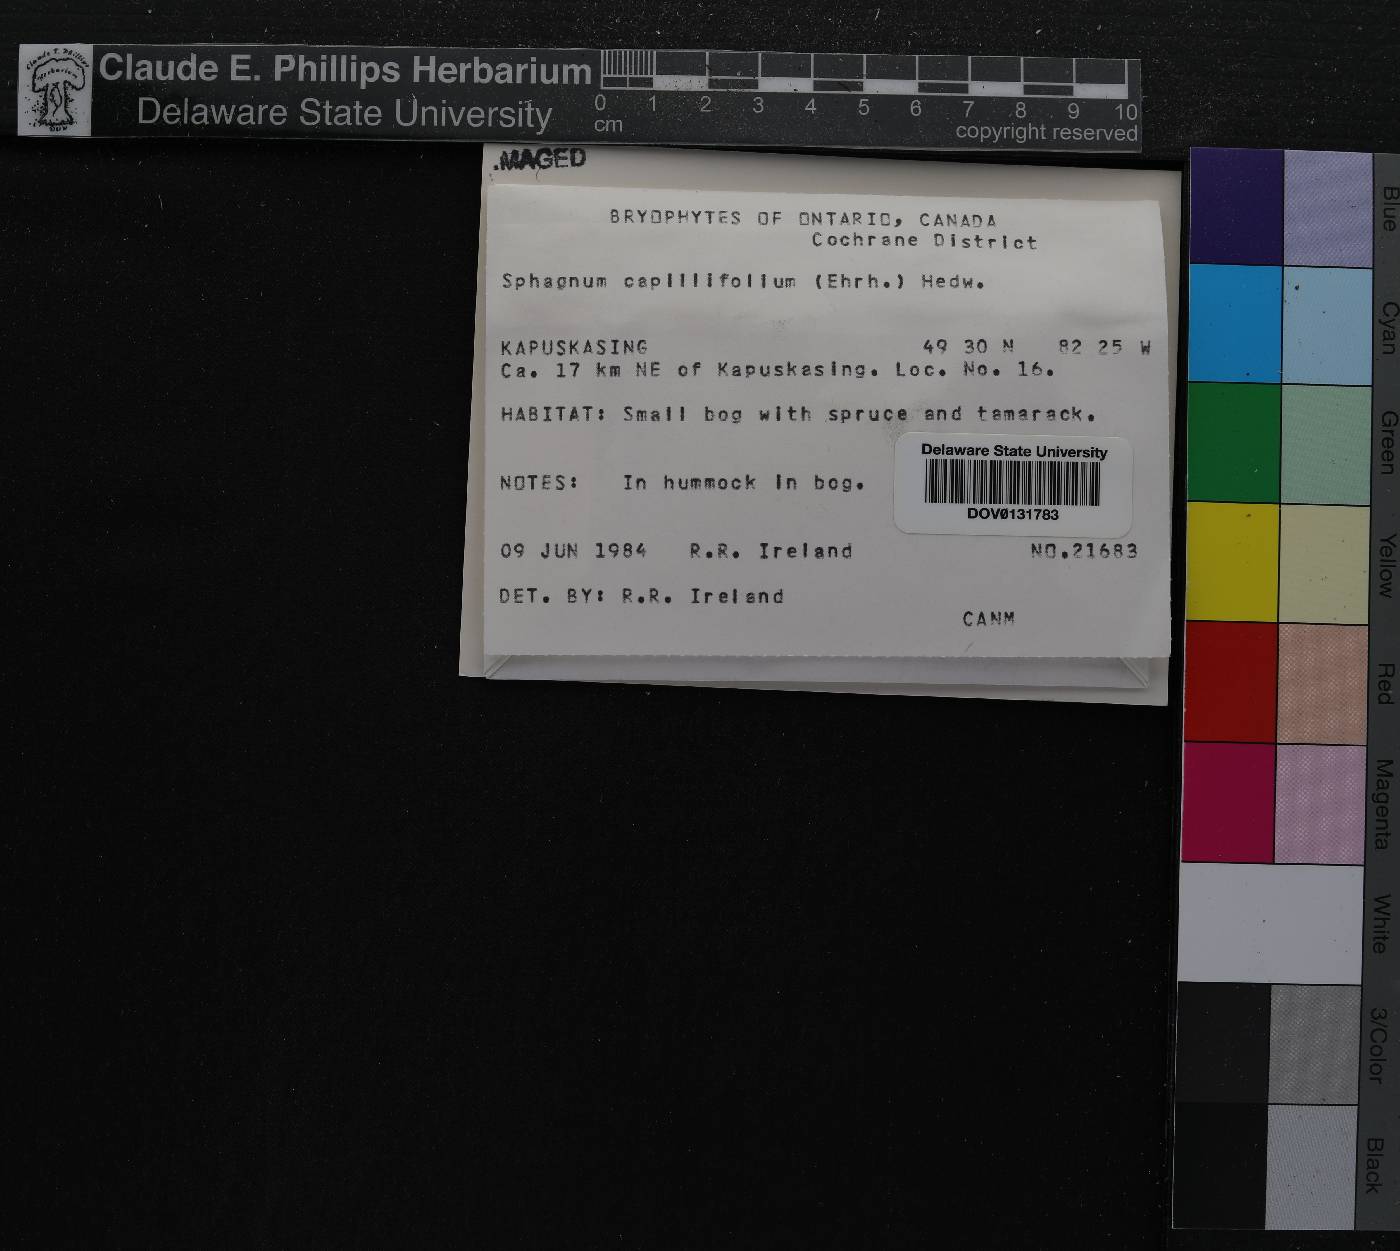 Claude E. Phillips Herbarium
Delaware State University
0 1 2 3 4 5 6 7 8 9 10
cm
copyright reserved
.MAGED
BRYOPHYTES OF ONTARIO, CANADA
Cochrane District
Sphagnum capillifolium (Ehrh.) Hedw.
KAPUSKASING 49 30 N 82 25 W
Ca. 17 km NE of Kapuskasing. Loc. No. 16.
HABITAT: Small bog with spruce and tamarack.
Delaware State University
DOV0131783
NOTES: In hummock in bog.
09 JUN 1984 R.R. Ireland NO.21683
DET. BY: R.R. Ireland
CANM
Blue
Cyan
Green
Yellow
Red
Magenta
White
3/Color
Black